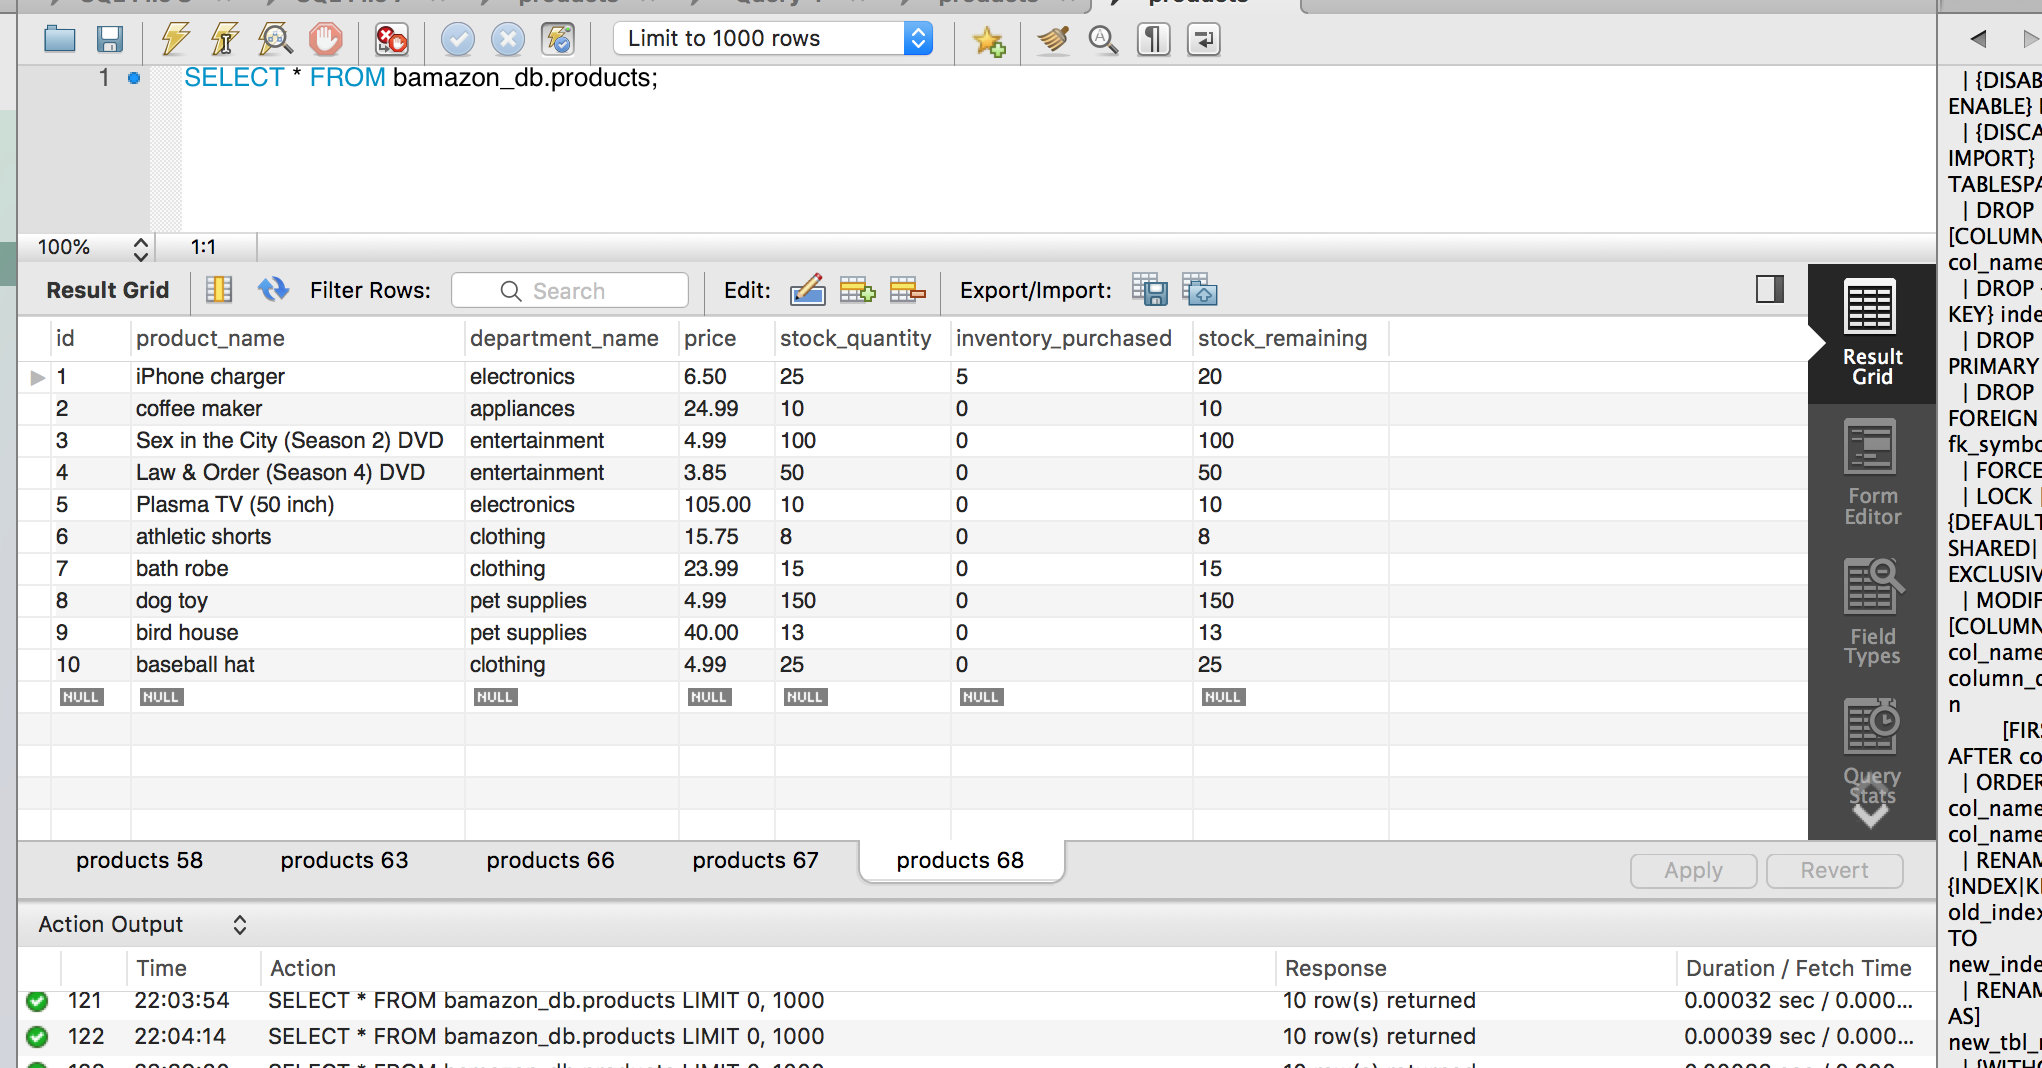 products
Limit to 1000 rows
1 SELECT * FROM bamazon_db.products;
100% 1:1
Result Grid Filter Rows: Search Edit: Export/Import:
id product_name department_name price stock_quantity inventory_purchased stock_remaining
1 iPhone charger electronics 6.50 25 5 20
2 coffee maker appliances 24.99 10 0 10
3 Sex in the City (Season 2) DVD entertainment 4.99 100 0 100
4 Law & Order (Season 4) DVD entertainment 3.85 50 0 50
5 Plasma TV (50 inch) electronics 105.00 10 0 10
6 athletic shorts clothing 15.75 8 0 8
7 bath robe clothing 23.99 15 0 15
8 dog toy pet supplies 4.99 150 0 150
9 bird house pet supplies 40.00 13 0 13
10 baseball hat clothing 4.99 25 0 25
NULL NULL NULL NULL NULL NULL NULL
Result
Grid
Form
Editor
Field
Types
Query
Stats
products 58 products 63 products 66 products 67 products 68
Apply Revert
Action Output
Time Action Response Duration / Fetch Time
121 22:03:54 SELECT * FROM bamazon_db.products LIMIT 0, 1000 10 row(s) returned 0.00032 sec / 0.000...
122 22:04:14 SELECT * FROM bamazon_db.products LIMIT 0, 1000 10 row(s) returned 0.00039 sec / 0.000...
| {DISAB
ENABLE}
| {DISCA
IMPORT}
TABLESPA
| DROP
[COLUMN
col_name
| DROP
KEY} inde
| DROP
PRIMARY
| DROP
FOREIGN
fk_symbo
| FORCE
| LOCK
{DEFAULT
SHARED|
EXCLUSIV
| MODIF
[COLUMN
col_name
column_d
n
[FIRS
AFTER co
| ORDER
col_name
col_name
| RENAM
{INDEX|KE
old_index
TO
new_inde
| RENAM
AS]
new_tbl_n